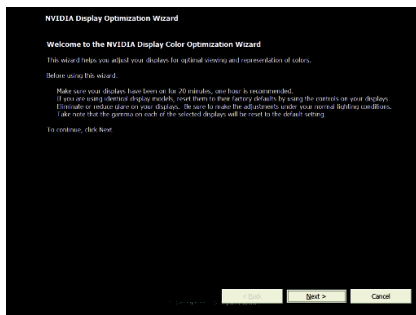 NVIDIA Display Optimization Wizard
Welcome to the NVIDIA Display Color Optimization Wizard
This wizard helps you adjust your displays for optimal viewing and representation of colors.
Before using this wizard:
Make sure your displays have been on for 20 minutes, one hour is recommended.
If you are using identical display models, reset them to their factory defaults by using the controls on your displays.
Eliminate or reduce glare on your displays. Be sure to make the adjustments under your normal lighting conditions.
Take note that the gamma on each of the selected displays will be reset to the default setting.
To continue, click Next.
< Back Next > Cancel